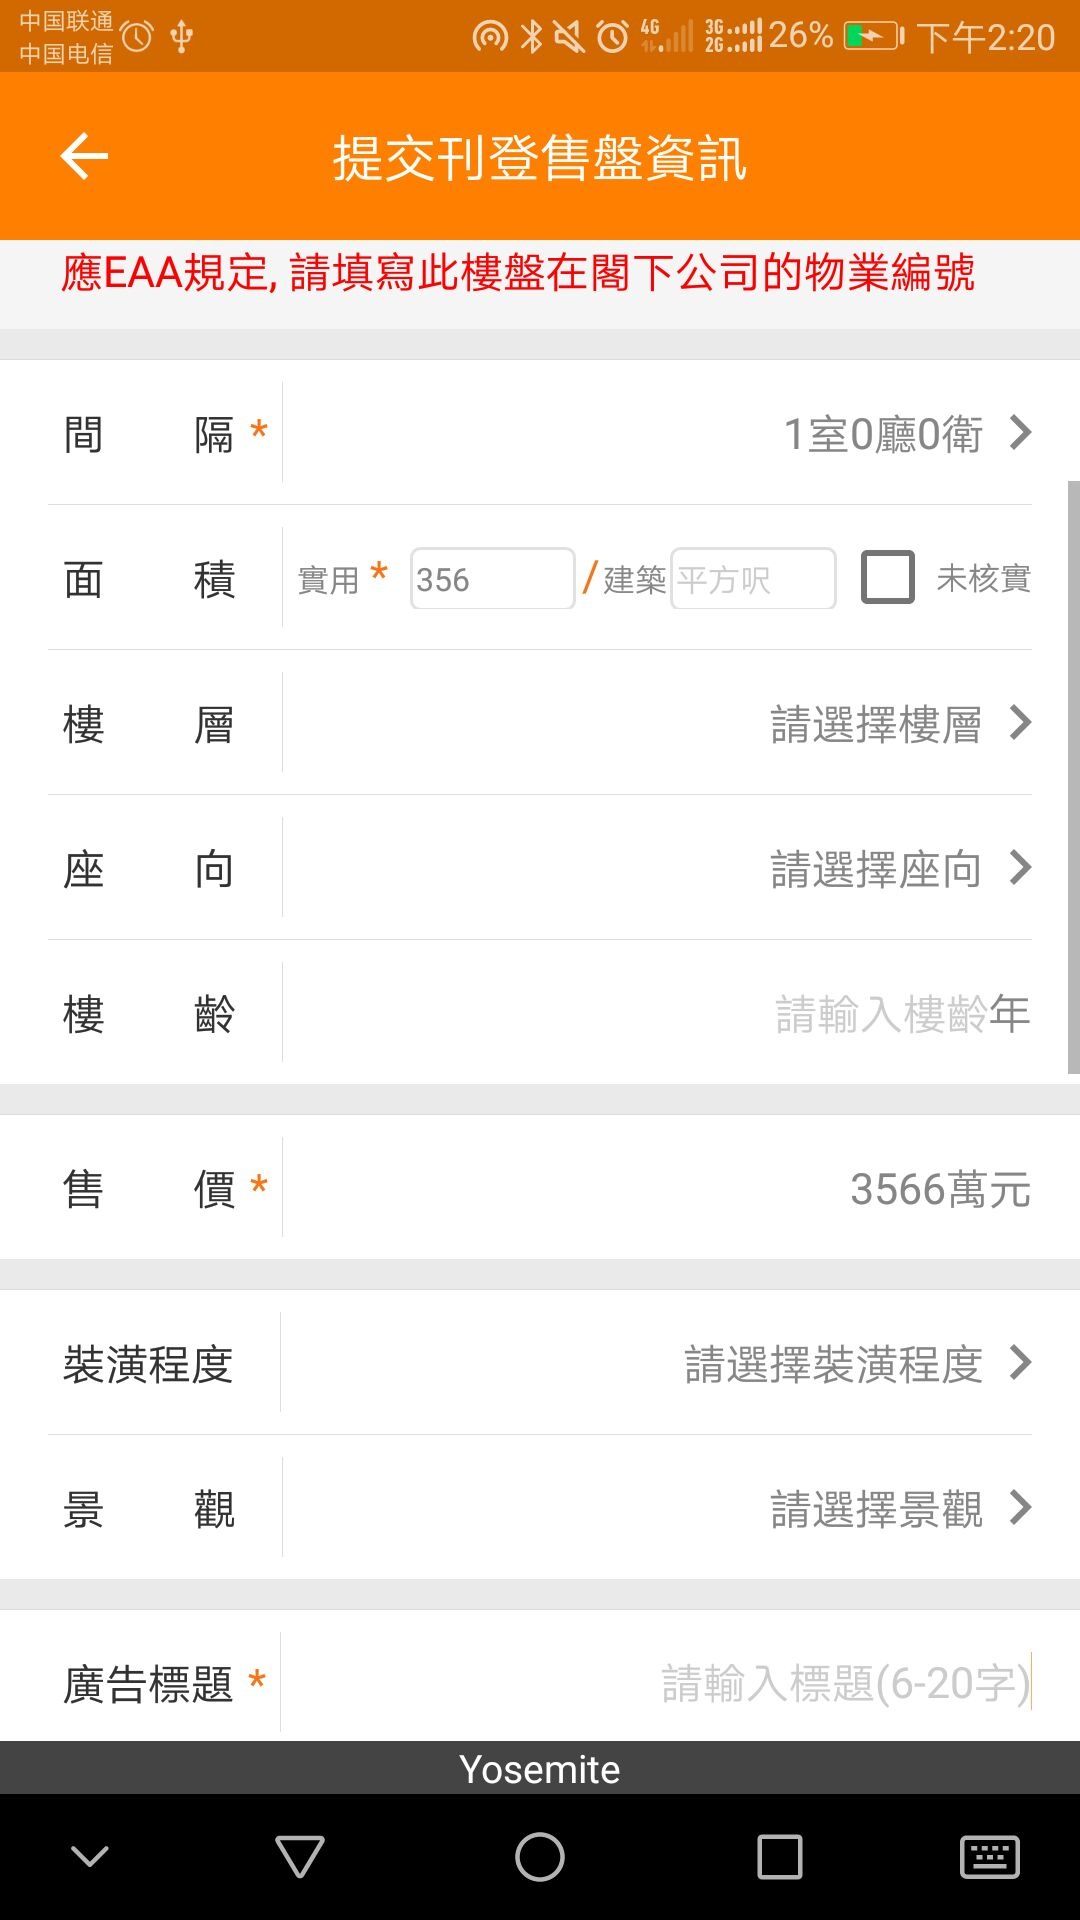 中国联通
中国电信
4G 3G 2G 26% 下午2:20
提交刊登售盤資訊
應EAA規定, 請填寫此樓盤在閣下公司的物業編號
間 隔 * 1室0廳0衛
面 積 實用 * 356 / 建築 平方呎 未核實
樓 層 請選擇樓層
座 向 請選擇座向
樓 齡 請輸入樓齡年
售 價 * 3566萬元
裝潢程度 請選擇裝潢程度
景 觀 請選擇景觀
廣告標題 * 請輸入標題(6-20字)
Yosemite